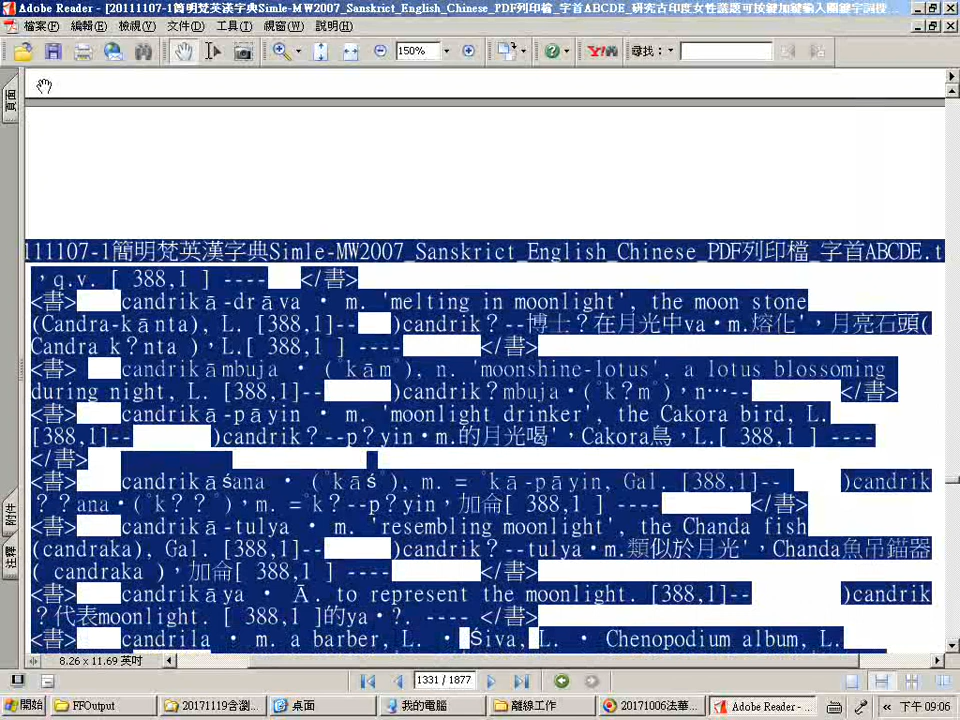 Adobe Reader - [20111107-1簡明梵英漢字典Simle-MW2007_Sanskrict_English_Chinese_PDF列印檔_字首ABCDE_研究古印度女性議題可按鍵加鍵輸入關鍵字詞搜...
檔案(F) 編輯(E) 檢視(V) 文件(D) 工具(T) 視窗(W) 說明(H)
150% Y! 尋找:
頁面
111107-1簡明梵英漢字典Simle-MW2007_Sanskrict_English_Chinese_PDF列印檔_字首ABCDE.t
，q.v. [ 388,1 ] ---- </書>
<書> candrikā-drāva ‧ m. 'melting in moonlight', the moon stone
(Candra-kānta), L. [388,1]-- )candrik？--博士？在月光中va‧m.熔化'，月亮石頭(
Candra k？nta )，L.[ 388,1 ] ---- </書>
<書> candrikāmbuja ‧ (˚kām˚), n. 'moonshine-lotus', a lotus blossoming
during night, L. [388,1]-- )candrik？mbuja‧(˚k？m˚)，n…-- </書>
<書> candrikā-pāyin ‧ m. 'moonlight drinker', the Cakora bird, L.
[388,1]-- )candrik？--p？yin‧m.的月光喝'，Cakora鳥，L.[ 388,1 ] ----
</書>
<書> candrikāśana ‧ (˚kāś˚), m. = ˚kā-pāyin, Gal. [388,1]-- )candrik
？？ana‧(˚k？？˚)，m. =˚k？--p？yin，加侖[ 388,1 ] ---- </書>
<書> candrikā-tulya ‧ m. 'resembling moonlight', the Chanda fish
(candraka), Gal. [388,1]-- )candrik？--tulya‧m.類似於月光'，Chanda魚吊錨器
( candraka )，加侖[ 388,1 ] ---- </書>
<書> candrikāya ‧ Ā. to represent the moonlight. [388,1]-- )candrik
？代表moonlight. [ 388,1 ]的ya‧？. ---- </書>
<書> candrila ‧ m. a barber, L. ‧ Śiva, L. ‧ Chenopodium album, L.
附件
注釋
8.26 x 11.69 英吋
1331 / 1877
開始 FFOutput 20171119含瀏... 桌面 我的電腦 離線工作 20171006法華... Adobe Reader - [... 下午 09:06